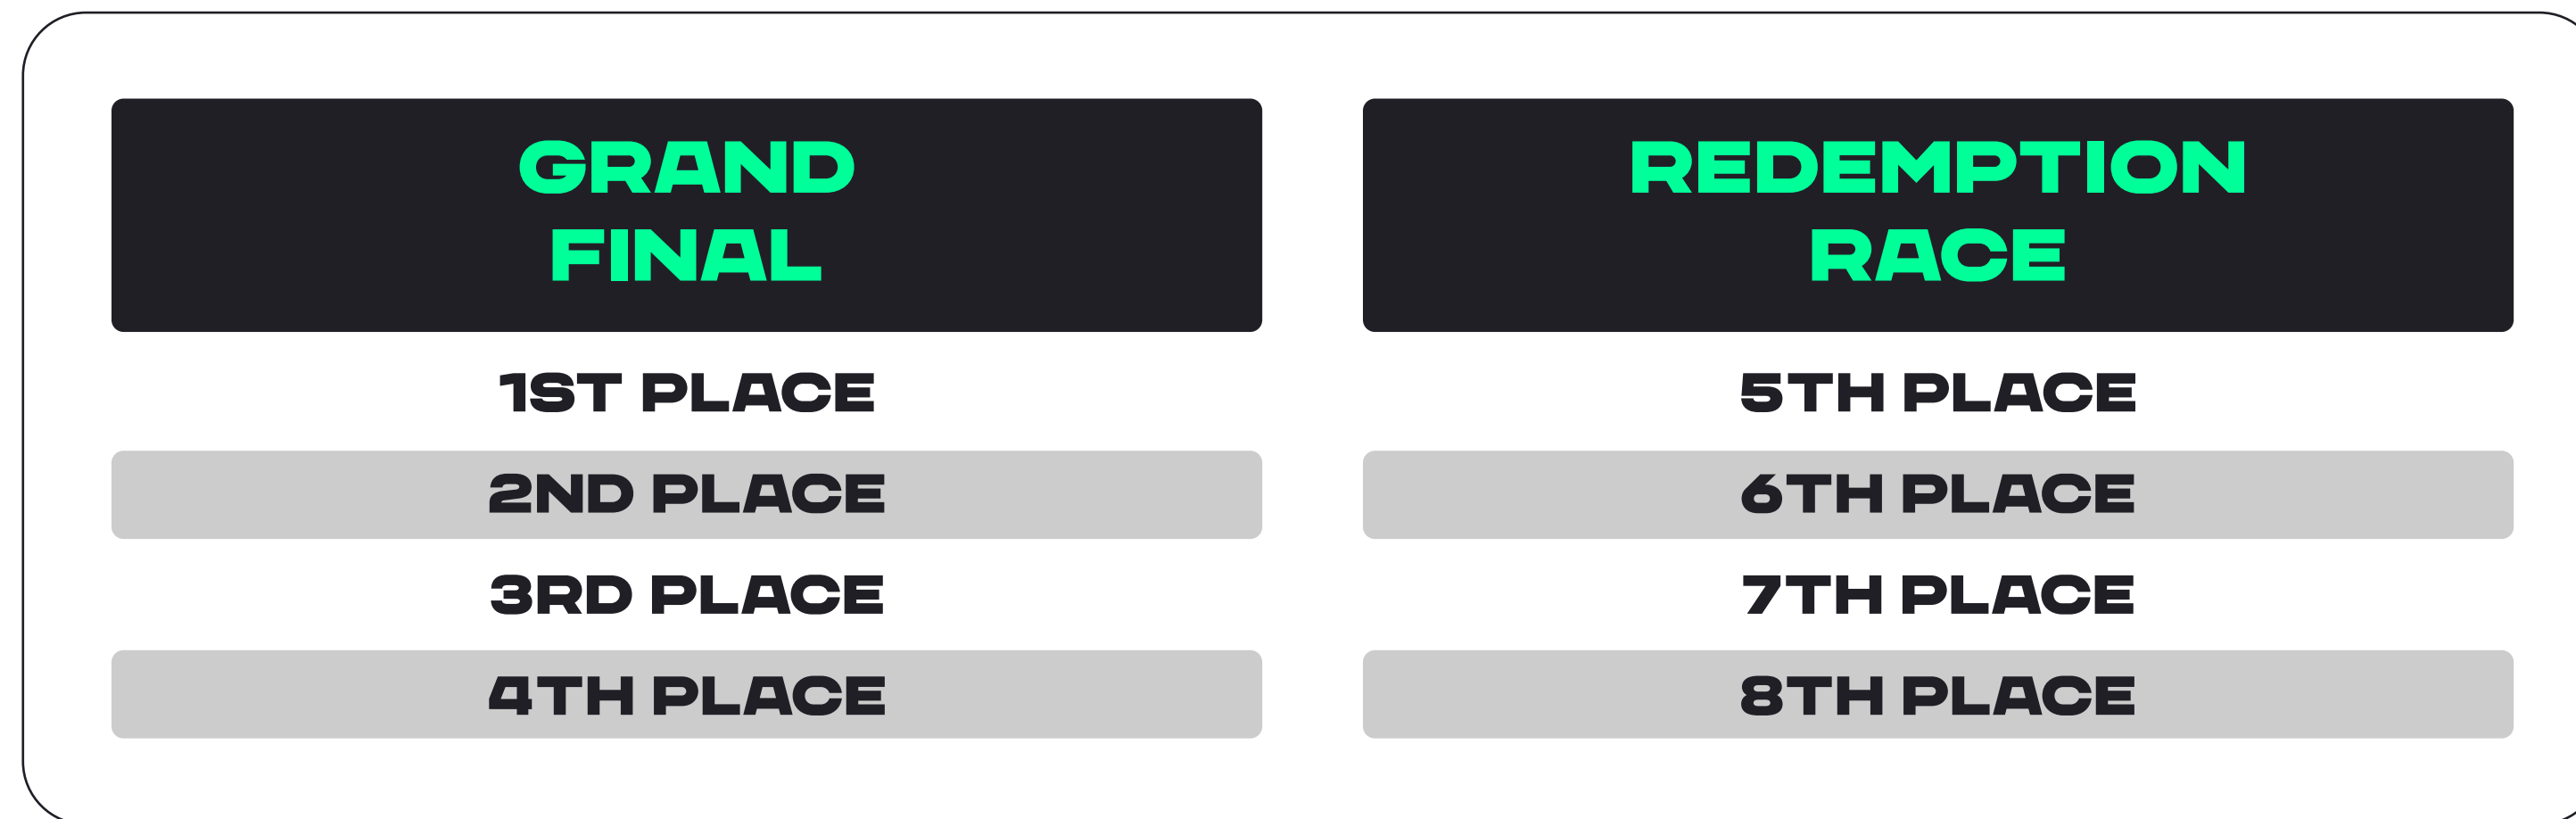 GRAND
FINAL
1ST PLACE
2ND PLACE
3RD PLACE
4TH PLACE
REDEMPTION
RACE
5TH PLACE
6TH PLACE
7TH PLACE
8TH PLACE